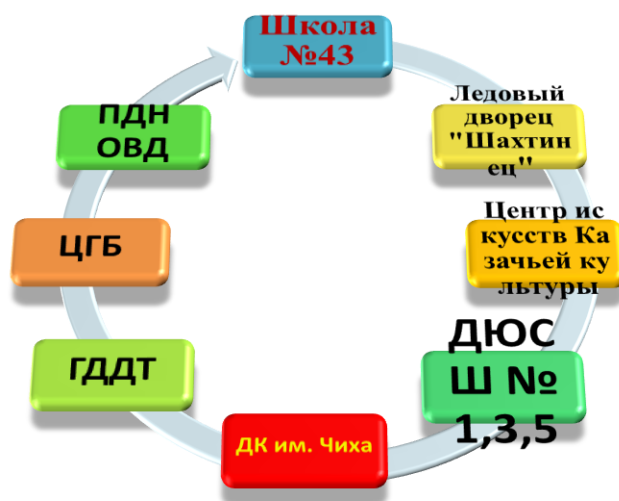 Школа
№43
Ледовый
дворец
"Шахтин
ец"
Центр ис
кусств Ка
зачьей ку
льтуры
ДЮС
Ш №
1,3,5
ДК им. Чиха
ГДДТ
ЦГБ
ПДН
ОВД